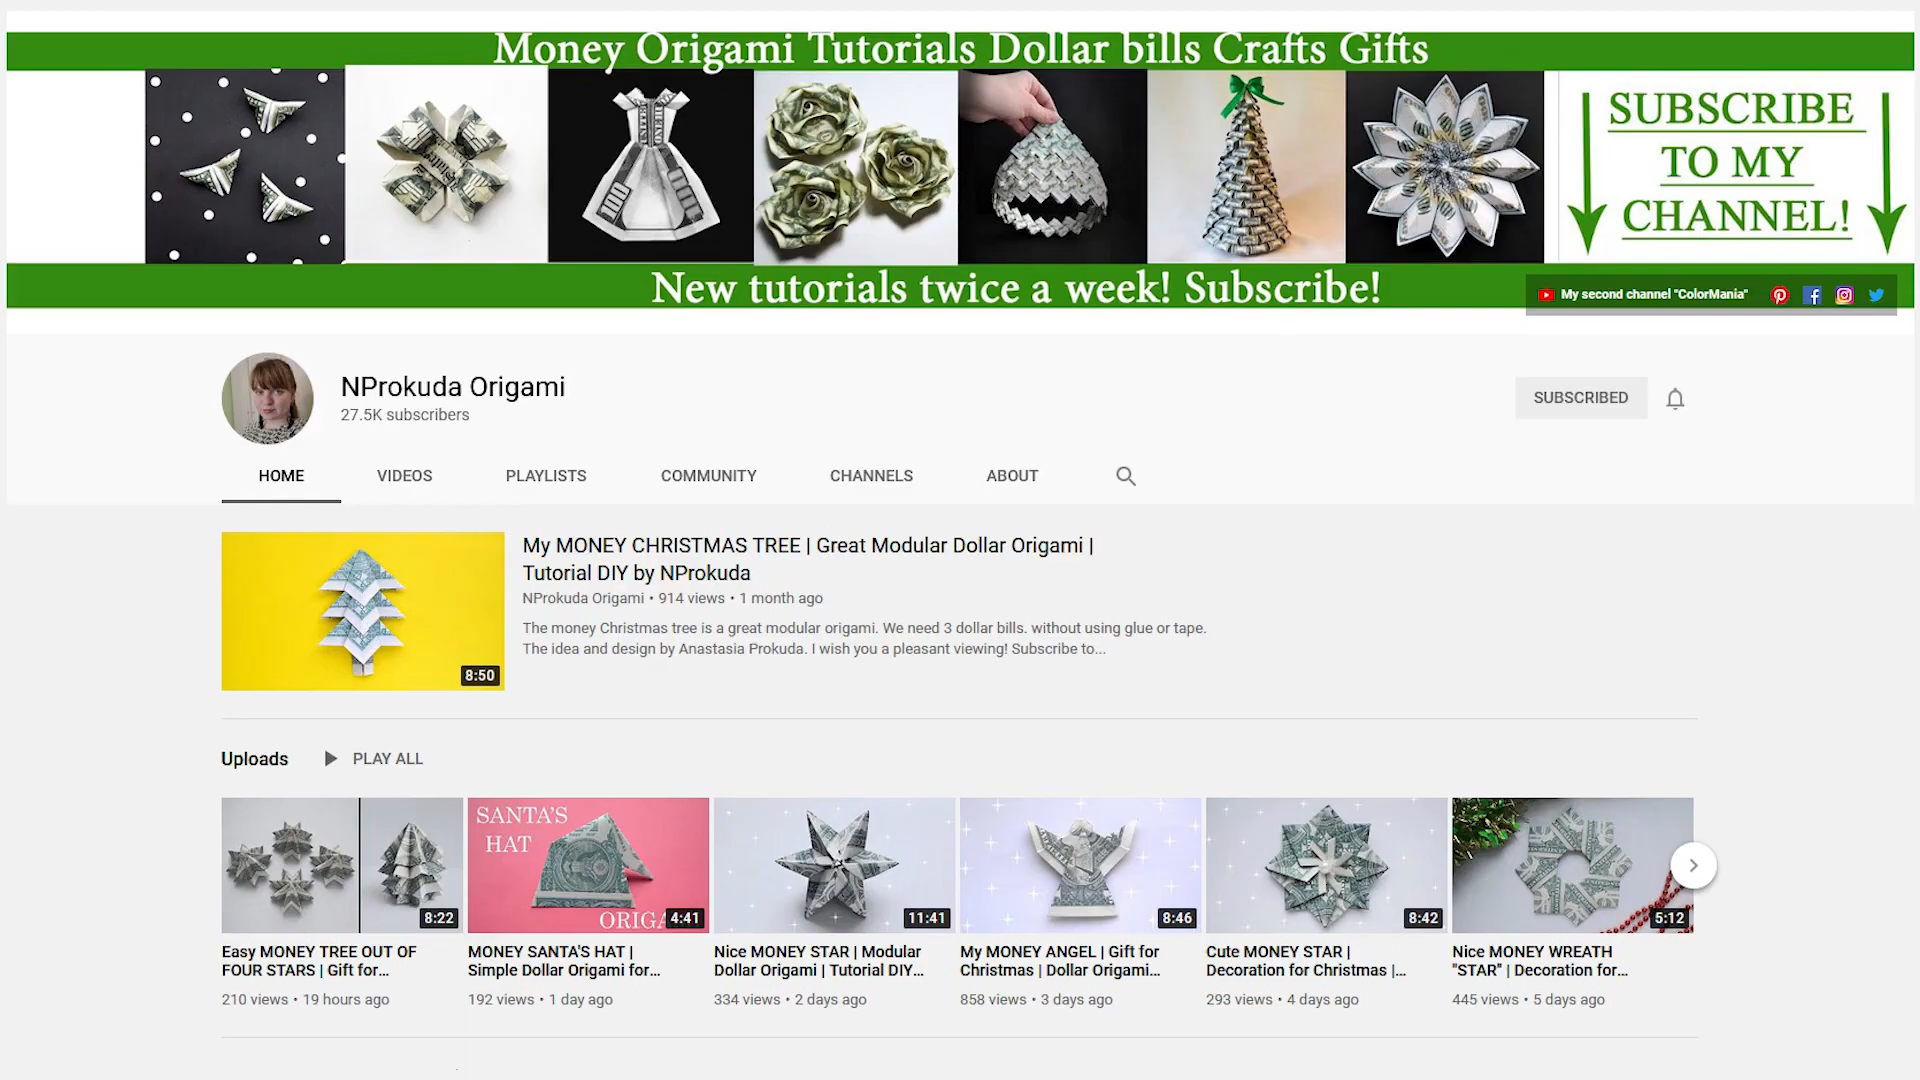 Money Origami Tutorials Dollar bills Crafts Gifts
SUBSCRIBE
TO MY
CHANNEL!
New tutorials twice a week! Subscribe!
My second channel "ColorMania"
NProkuda Origami
27.5K subscribers
SUBSCRIBED
HOME VIDEOS PLAYLISTS COMMUNITY CHANNELS ABOUT
My MONEY CHRISTMAS TREE | Great Modular Dollar Origami |
Tutorial DIY by NProkuda
NProkuda Origami • 914 views • 1 month ago
The money Christmas tree is a great modular origami. We need 3 dollar bills. without using glue or tape.
The idea and design by Anastasia Prokuda. I wish you a pleasant viewing! Subscribe to...
8:50
Uploads PLAY ALL
8:22
SANTA'S
HAT
4:41
11:41
8:46
8:42
5:12
Easy MONEY TREE OUT OF
FOUR STARS | Gift for...
210 views • 19 hours ago
MONEY SANTA'S HAT |
Simple Dollar Origami for...
192 views • 1 day ago
Nice MONEY STAR | Modular
Dollar Origami | Tutorial DIY...
334 views • 2 days ago
My MONEY ANGEL | Gift for
Christmas | Dollar Origami...
858 views • 3 days ago
Cute MONEY STAR |
Decoration for Christmas |...
293 views • 4 days ago
Nice MONEY WREATH
"STAR" | Decoration for...
445 views • 5 days ago